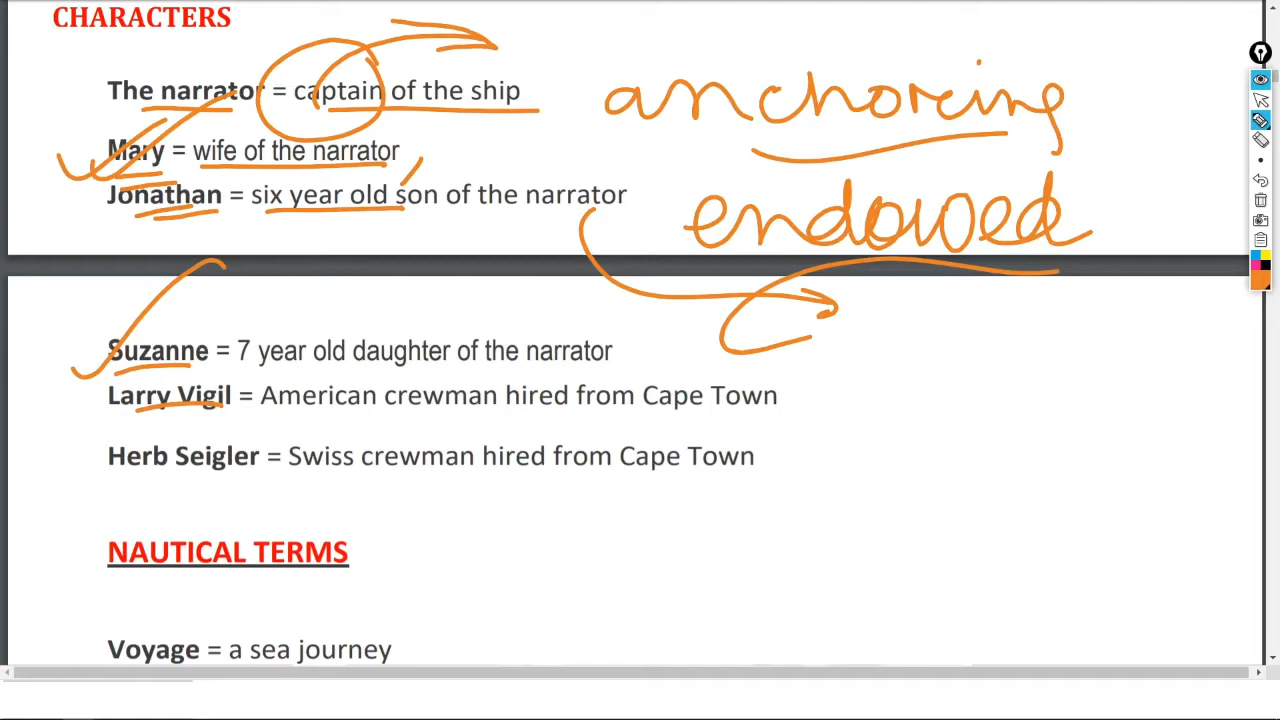 CHARACTERS
The narrator = captain of the ship
anchoring
Mary = wife of the narrator
Jonathan = six year old son of the narrator
endowed
Suzanne = 7 year old daughter of the narrator
Larry Vigil = American crewman hired from Cape Town
Herb Seigler = Swiss crewman hired from Cape Town
NAUTICAL TERMS
Voyage = a sea journey